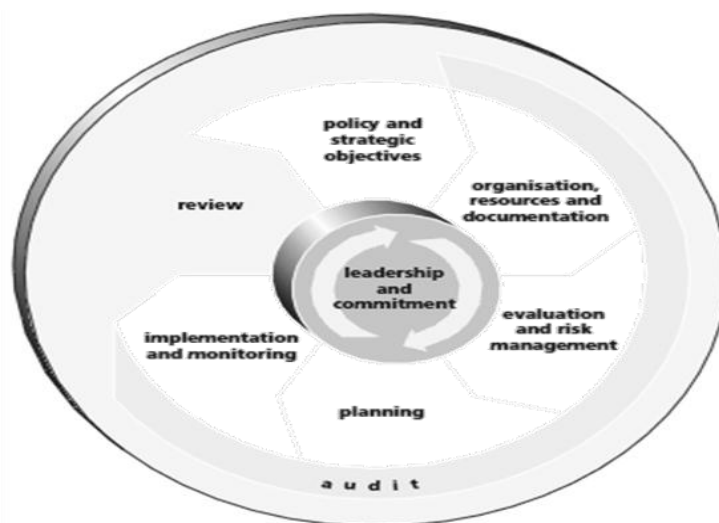 policy and
strategic
objectives
organisation,
resources and
documentation
evaluation
and risk
management
planning
implementation
and monitoring
review
leadership
and
commitment
audit